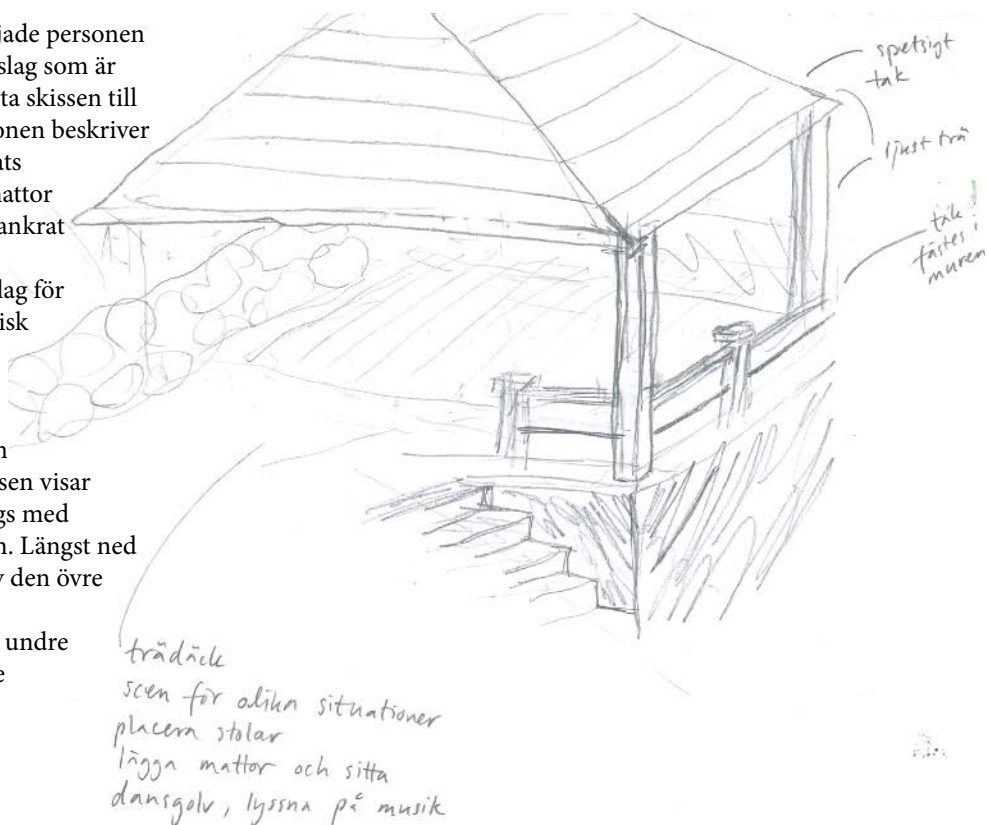 jade personen
slag som är
ta skissen till
onen beskriver
ats
nattor
ankrat
lag för
isk
n
sen visar
gs med
n. Längst ned
v den övre
undre
e
spetsigt
tak
ljust trä
tak
fästes i
muren
!
trädäck
scen för olika situationer
placera stolar
lägga mattor och sitta
dansgolv, lyssna på musik